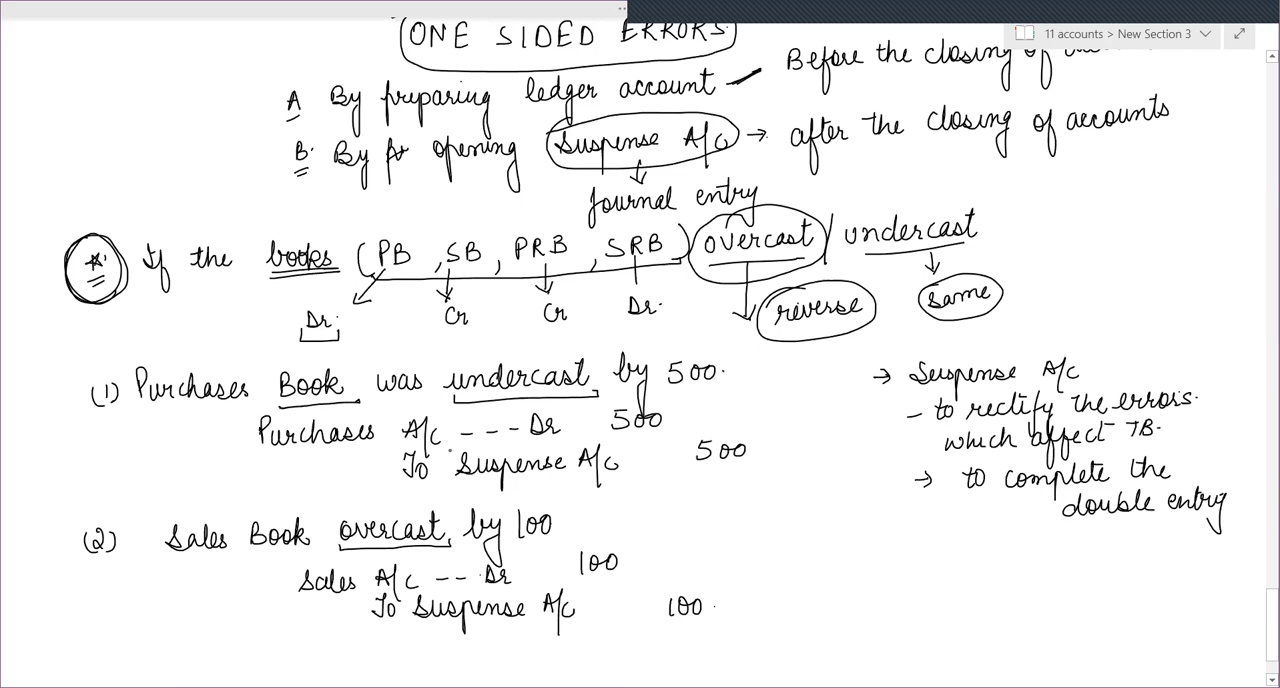 11 accounts > New Section 3
ONE SIDED ERRORS
A By preparing ledger account – Before the closing of
B. By opening Suspense A/C → after the closing of accounts
Journal entry
* If the books (PB, SB, PRB, SRB) overcast / undercast
Dr. Cr Cr Dr. reverse same
(1) Purchases Book was undercast by 500.
Purchases A/C --- Dr 500
To Suspense A/C 500
→ Suspense A/C
- to rectify the errors.
which affect TB.
→ to complete the
double entry
(2) Sales Book overcast by 100
Sales A/C -- Dr 100
To Suspense A/C 100.